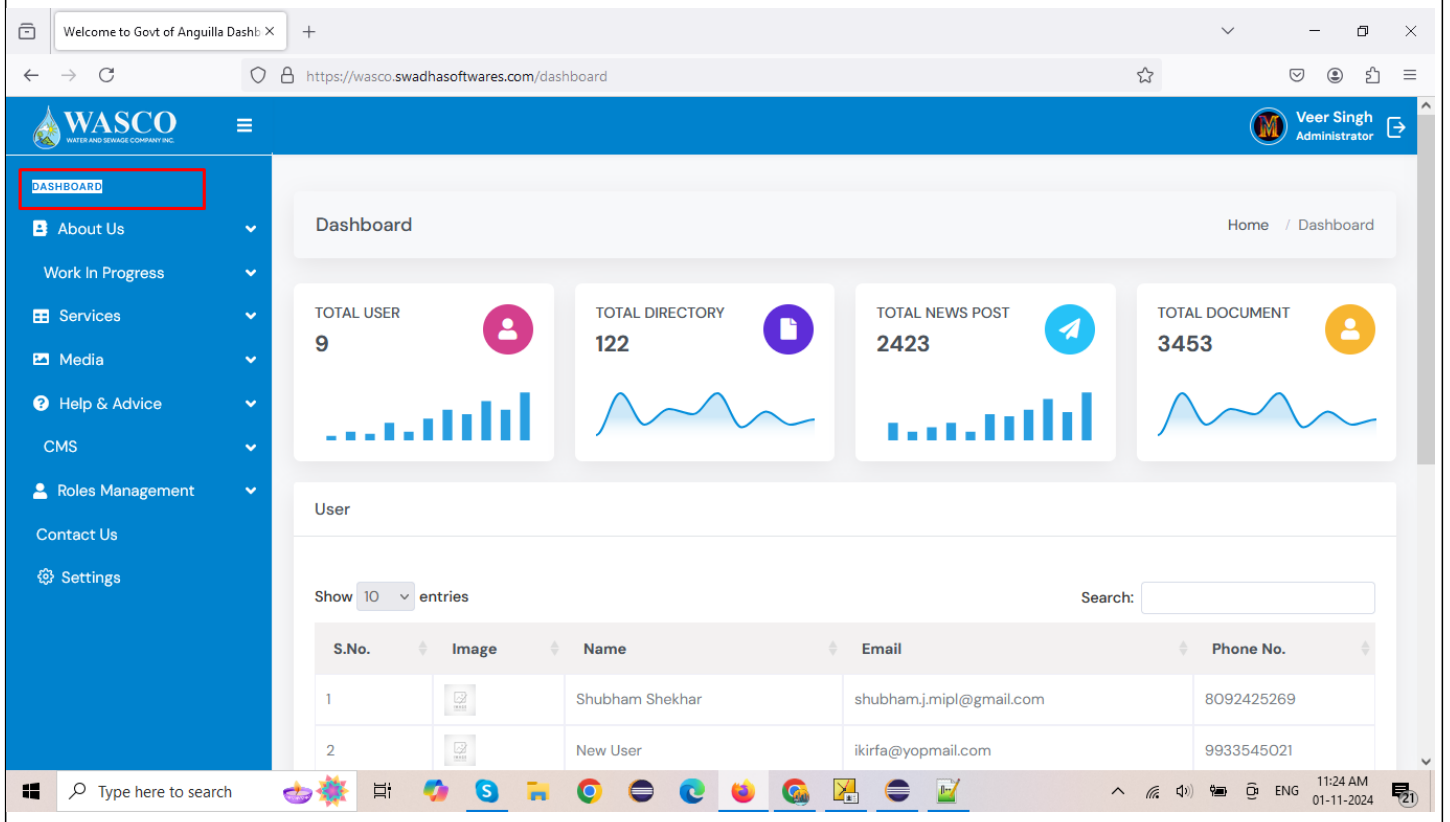 Welcome to Govt of Anguilla Dashb
https://wasco.swadhasoftwares.com/dashboard
WASCO
WATER AND SEWAGE COMPANY INC.
Veer Singh
Administrator
DASHBOARD
About Us
Work In Progress
Services
Media
Help & Advice
CMS
Roles Management
Contact Us
Settings
Dashboard
Home / Dashboard
TOTAL USER
9
TOTAL DIRECTORY
122
TOTAL NEWS POST
2423
TOTAL DOCUMENT
3453
User
Show 10 entries
Search:
S.No. Image Name Email Phone No.
1 Shubham Shekhar shubham.j.mipl@gmail.com 8092425269
2 New User ikirfa@yopmail.com 9933545021
Type here to search
ENG
11:24 AM
01-11-2024
21